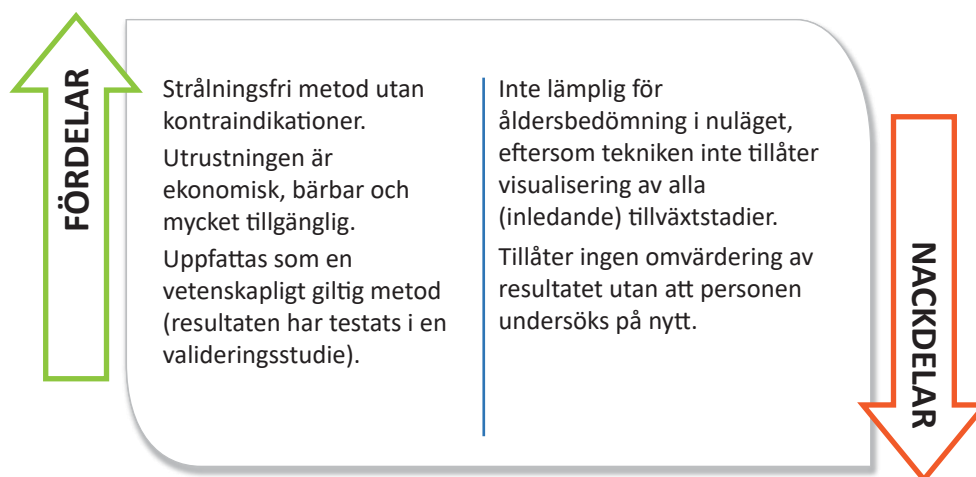 FÖRDELAR
Strålningsfri metod utan
kontraindikationer.
Utrustningen är
ekonomisk, bärbar och
mycket tillgänglig.
Uppfattas som en
vetenskapligt giltig metod
(resultaten har testats i en
valideringsstudie).
Inte lämplig för
åldersbedömning i nuläget,
eftersom tekniken inte tillåter
visualisering av alla
(inledande) tillväxtstadier.
Tillåter ingen omvärdering av
resultatet utan att personen
undersöks på nytt.
NACKDELAR